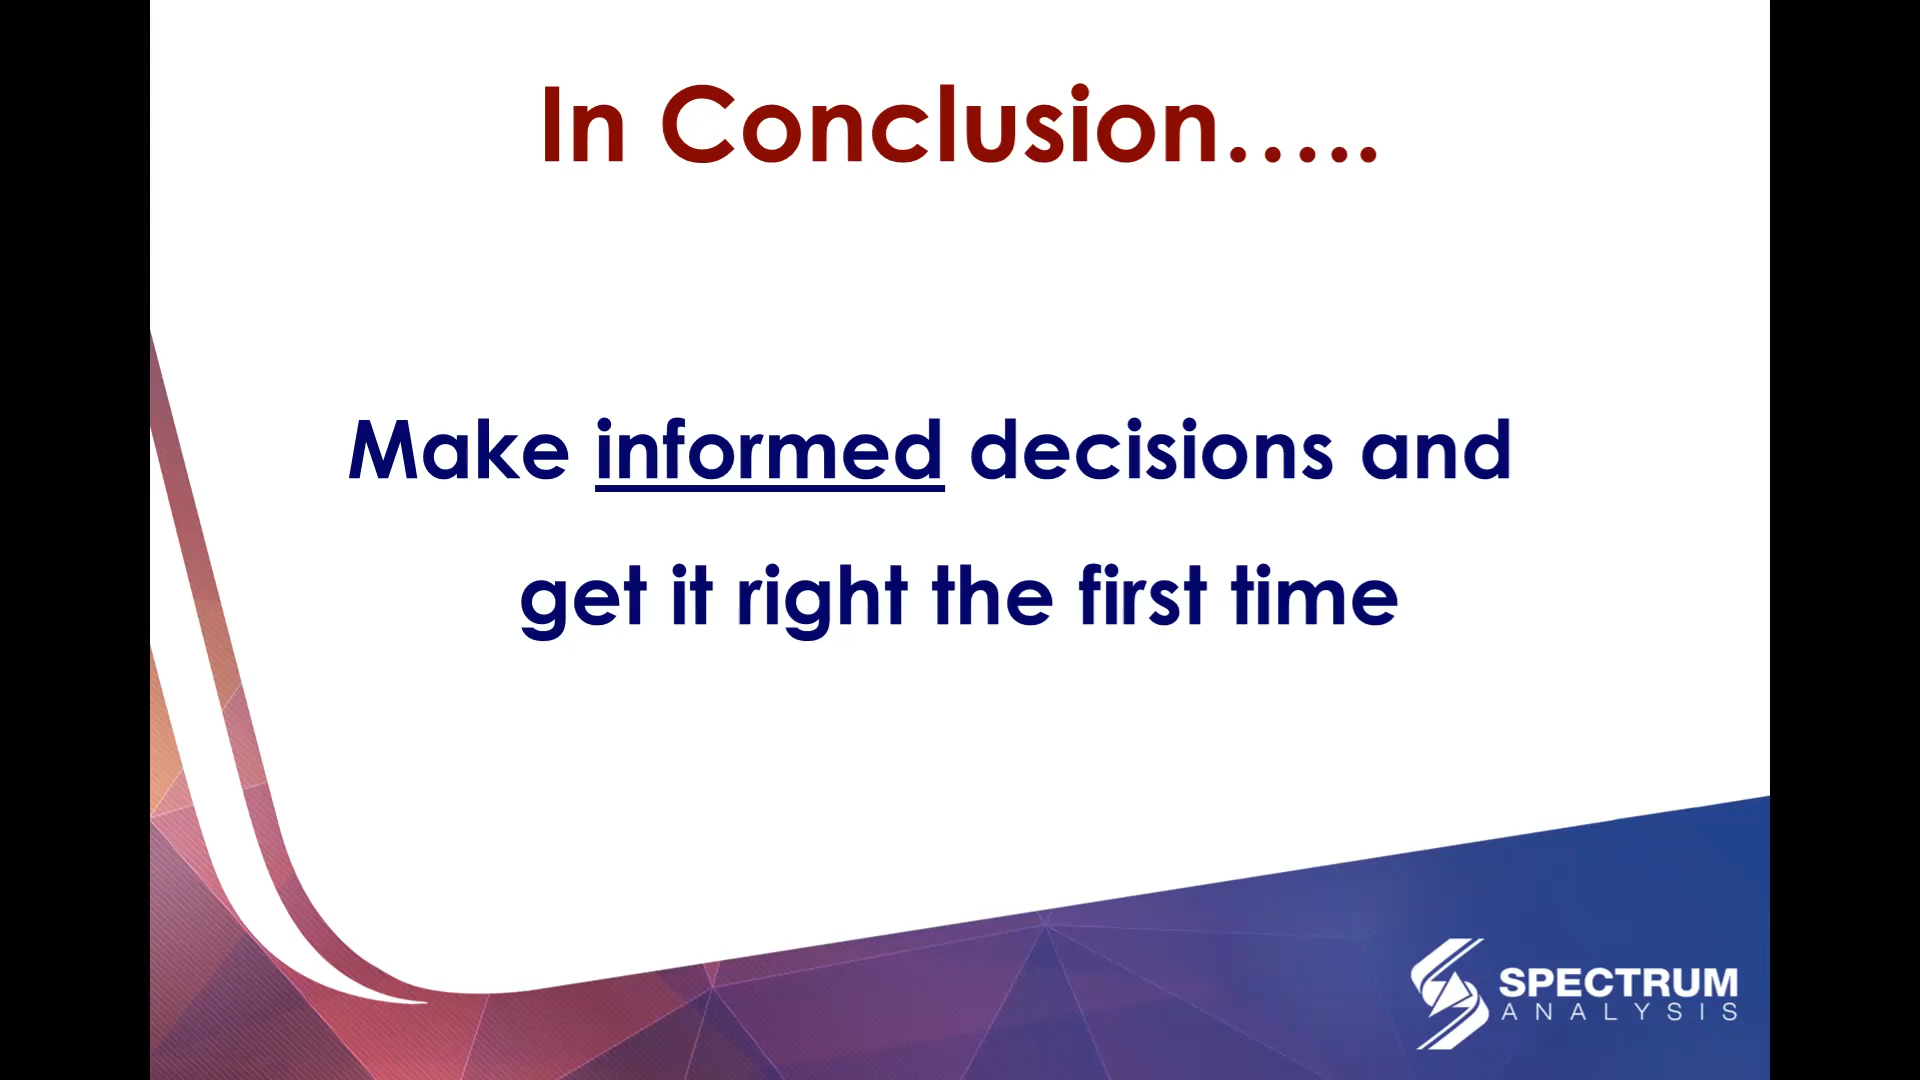 In Conclusion…..
Make informed decisions and
get it right the first time
SPECTRUM
ANALYSIS